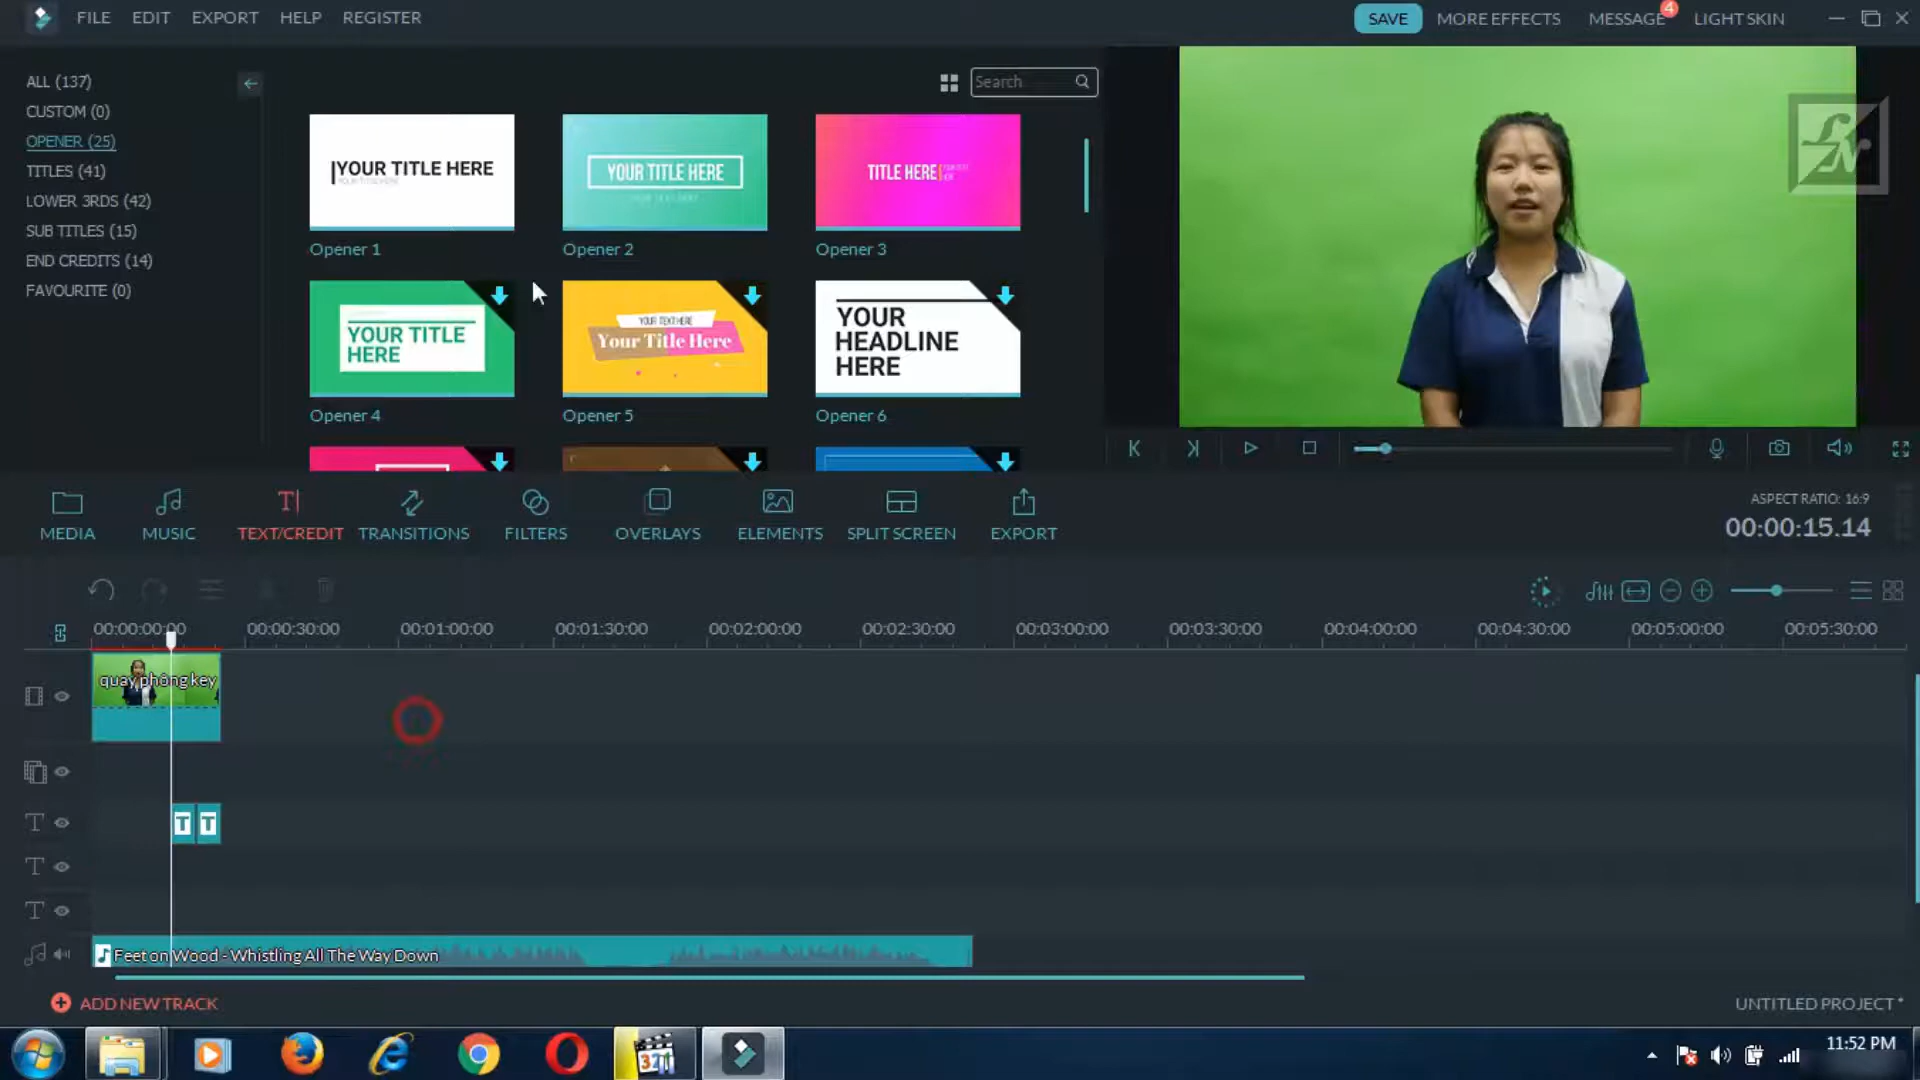 FILE EDIT EXPORT HELP REGISTER
SAVE MORE EFFECTS MESSAGE 4 LIGHT SKIN
ALL (137)
CUSTOM (0)
OPENER (25)
TITLES (41)
LOWER 3RDS (42)
SUB TITLES (15)
END CREDITS (14)
FAVOURITE (0)
Search
YOUR TITLE HERE
YOUR TITLE HERE
TITLE HERE
Opener 1
Opener 2
Opener 3
YOUR TITLE
HERE
YOUR TEXT HERE
Your Title Here
YOUR
HEADLINE
HERE
Opener 4
Opener 5
Opener 6
MEDIA MUSIC TEXT/CREDIT TRANSITIONS FILTERS OVERLAYS ELEMENTS SPLIT SCREEN EXPORT
ASPECT RATIO: 16:9
00:00:15.14
00:00:00:00 00:00:30:00 00:01:00:00 00:01:30:00 00:02:00:00 00:02:30:00 00:03:00:00 00:03:30:00 00:04:00:00 00:04:30:00 00:05:00:00 00:05:30:00
quay phông key
T T
Feet on Wood - Whistling All The Way Down
ADD NEW TRACK
UNTITLED PROJECT *
321
11:52 PM